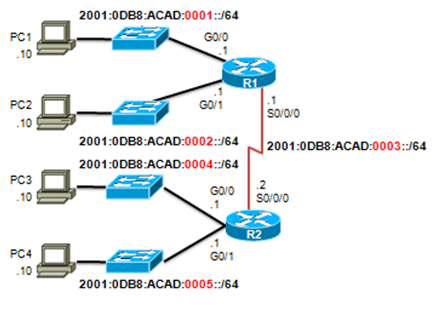 2001:0DB8:ACAD:0001::/64
PC1
.10
G0/0
.1
R1
PC2
.10
.1
G0/1
.1
S0/0/0
2001:0DB8:ACAD:0002::/64
2001:0DB8:ACAD:0003::/64
2001:0DB8:ACAD:0004::/64
PC3
.10
G0/0
.1
.2
S0/0/0
R2
PC4
.10
.1
G0/1
2001:0DB8:ACAD:0005::/64